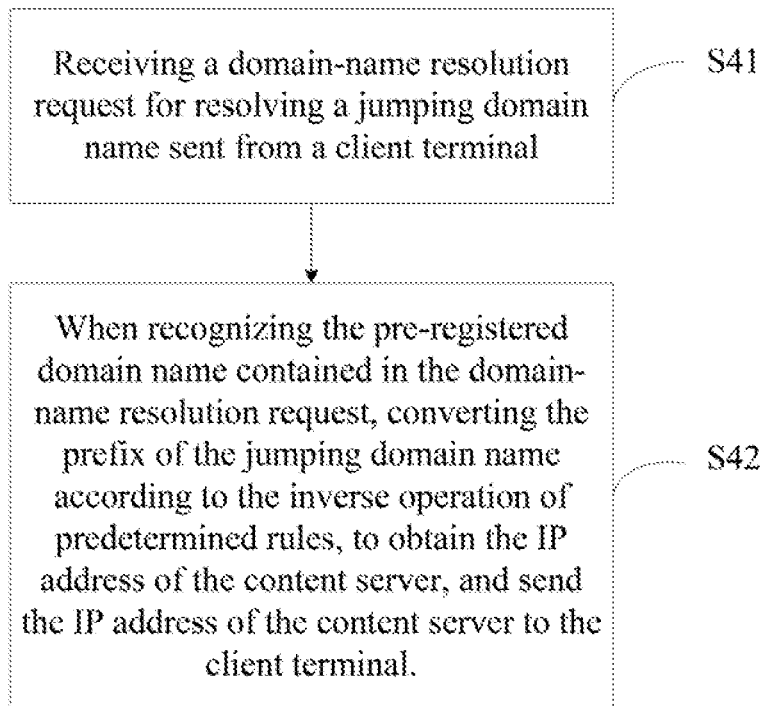 Receiving a domain-name resolution
request for resolving a jumping domain
name sent from a client terminal
S41
When recognizing the pre-registered
domain name contained in the domain-
name resolution request, converting the
prefix of the jumping domain name
according to the inverse operation of
predetermined rules, to obtain the IP
address of the content server, and send
the IP address of the content server to the
client terminal.
S42